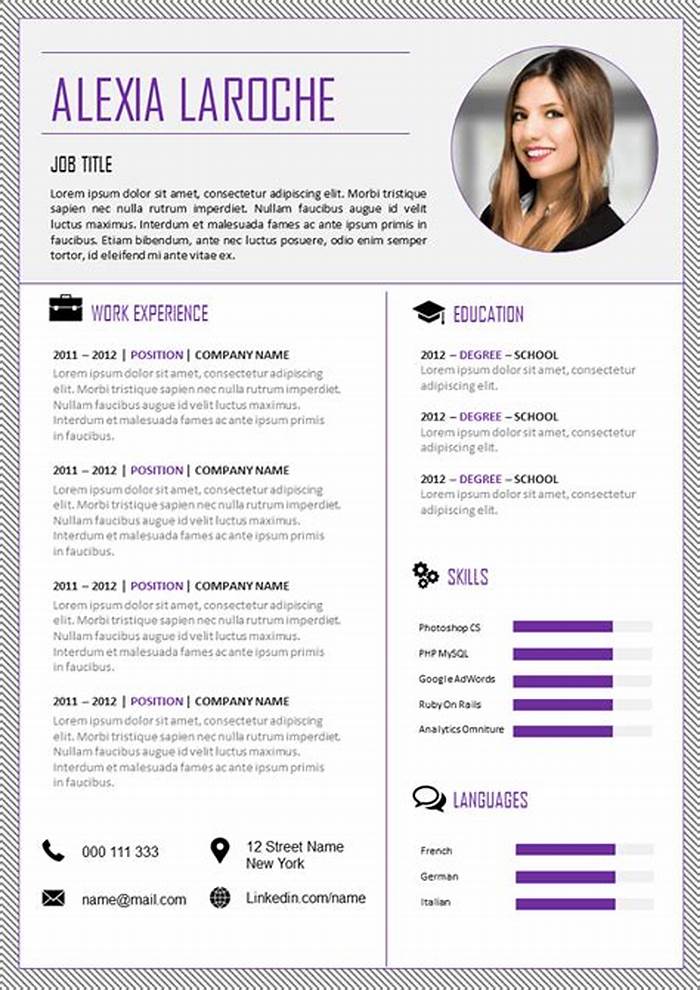 ALEXIA LAROCHE
JOB TITLE
Lorem ipsum dolor sit amet, consectetur adipiscing elit. Morbi tristique
sapien nec nulla rutrum imperdiet. Nullam faucibus augue id velit
luctus maximus. Interdum et malesuada fames ac ante ipsum primis in
faucibus. Etiam bibendum, ante nec luctus posuere, odio enim semper
tortor, id eleifend mi ante vitae ex.
WORK EXPERIENCE
2011 – 2012 | POSITION | COMPANY NAME
Lorem ipsum dolor sit amet, consectetur adipiscing
elit. Morbi tristique sapien nec nulla rutrum imperdiet.
Nullam faucibus augue id velit luctus maximus.
Interdum et malesuada fames ac ante ipsum primis
in faucibus.
2011 – 2012 | POSITION | COMPANY NAME
Lorem ipsum dolor sit amet, consectetur adipiscing
elit. Morbi tristique sapien nec nulla rutrum imperdiet.
Nullam faucibus augue id velit luctus maximus.
Interdum et malesuada fames ac ante ipsum primis
in faucibus.
2011 – 2012 | POSITION | COMPANY NAME
Lorem ipsum dolor sit amet, consectetur adipiscing
elit. Morbi tristique sapien nec nulla rutrum imperdiet.
Nullam faucibus augue id velit luctus maximus.
Interdum et malesuada fames ac ante ipsum primis
in faucibus.
2011 – 2012 | POSITION | COMPANY NAME
Lorem ipsum dolor sit amet, consectetur adipiscing
elit. Morbi tristique sapien nec nulla rutrum imperdiet.
Nullam faucibus augue id velit luctus maximus.
Interdum et malesuada fames ac ante ipsum primis
in faucibus.
000 111 333
12 Street Name
New York
name@mail.com
Linkedin.com/name
EDUCATION
2012 – DEGREE – SCHOOL
Lorem ipsum dolor sit amet, consectetur
adipiscing elit.
2012 – DEGREE – SCHOOL
Lorem ipsum dolor sit amet, consectetur
adipiscing elit.
2012 – DEGREE – SCHOOL
Lorem ipsum dolor sit amet, consectetur
adipiscing elit.
SKILLS
Photoshop CS
PHP MySQL
Google AdWords
Ruby On Rails
Analytics Omniture
LANGUAGES
French
German
Italian